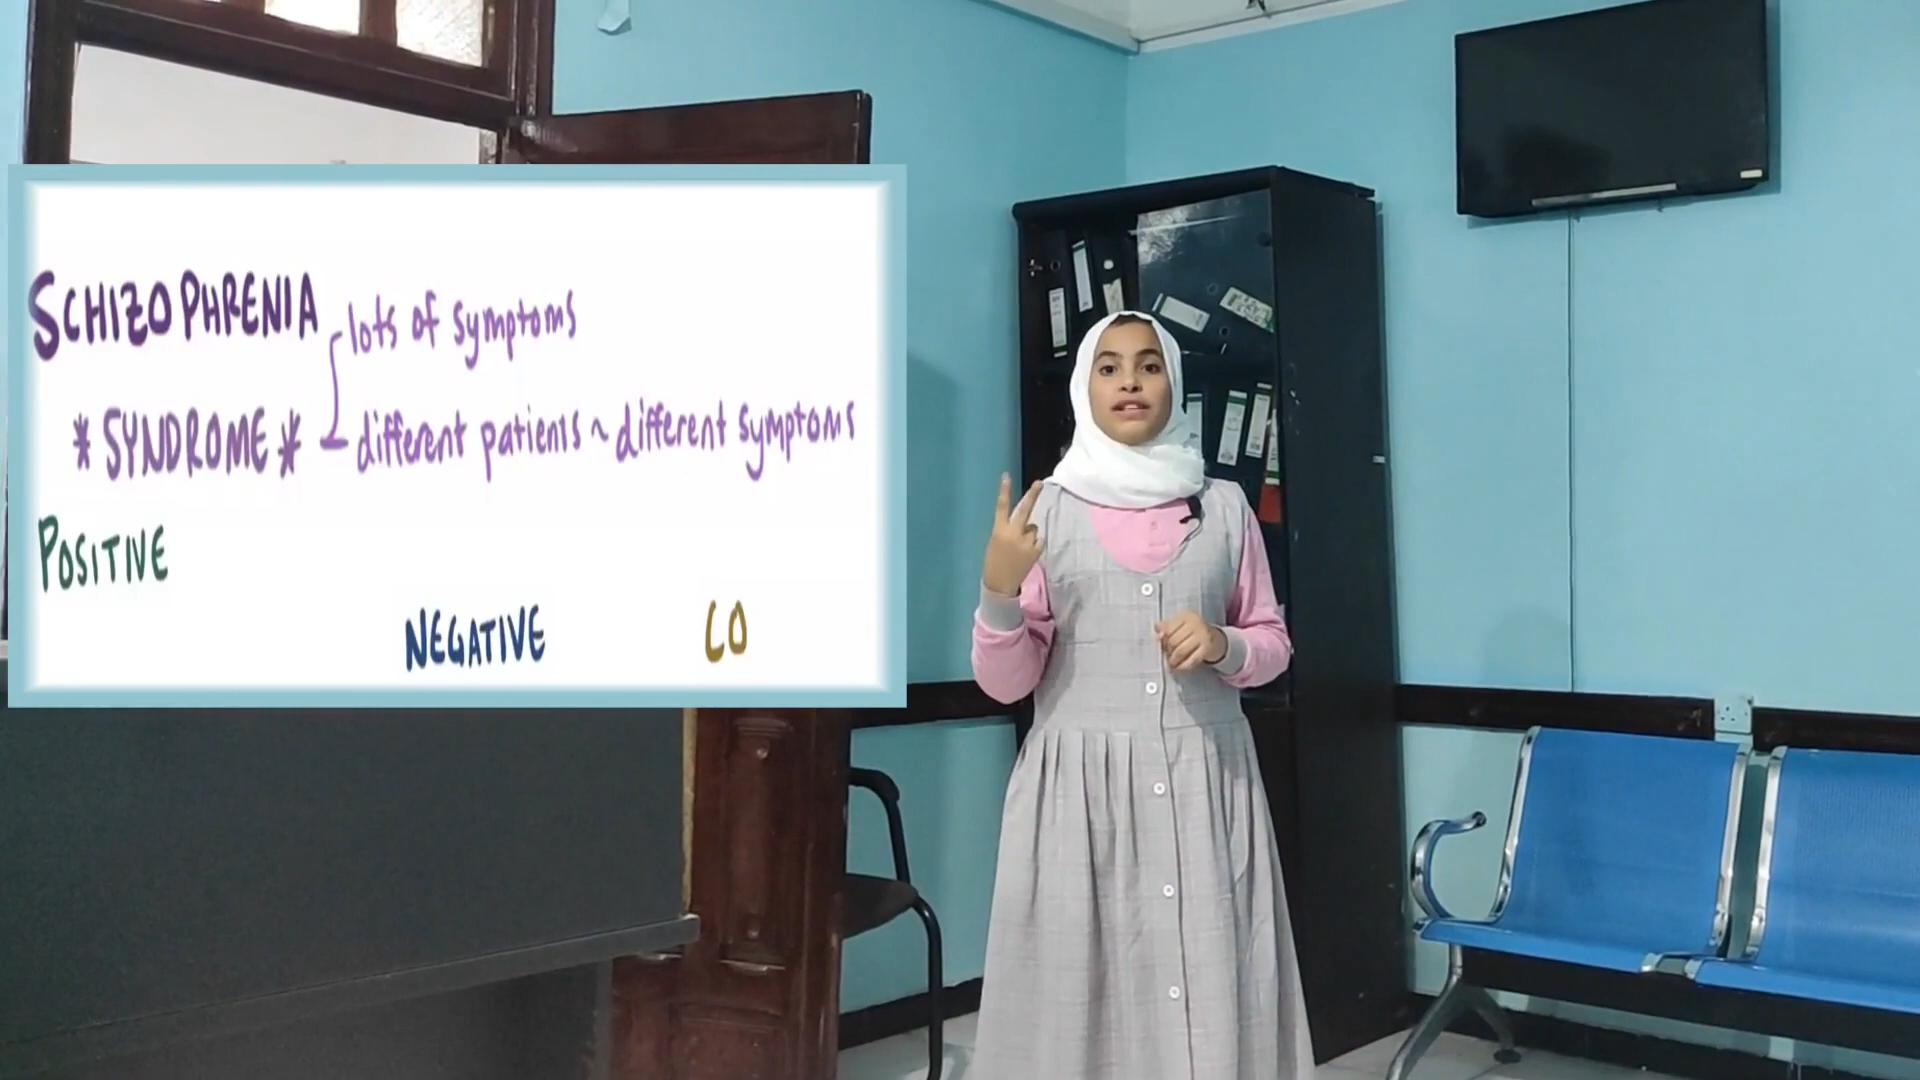 SCHIZOPHRENIA
lots of symptoms
*SYNDROME*
different patients ~ different symptoms
POSITIVE
NEGATIVE
CO